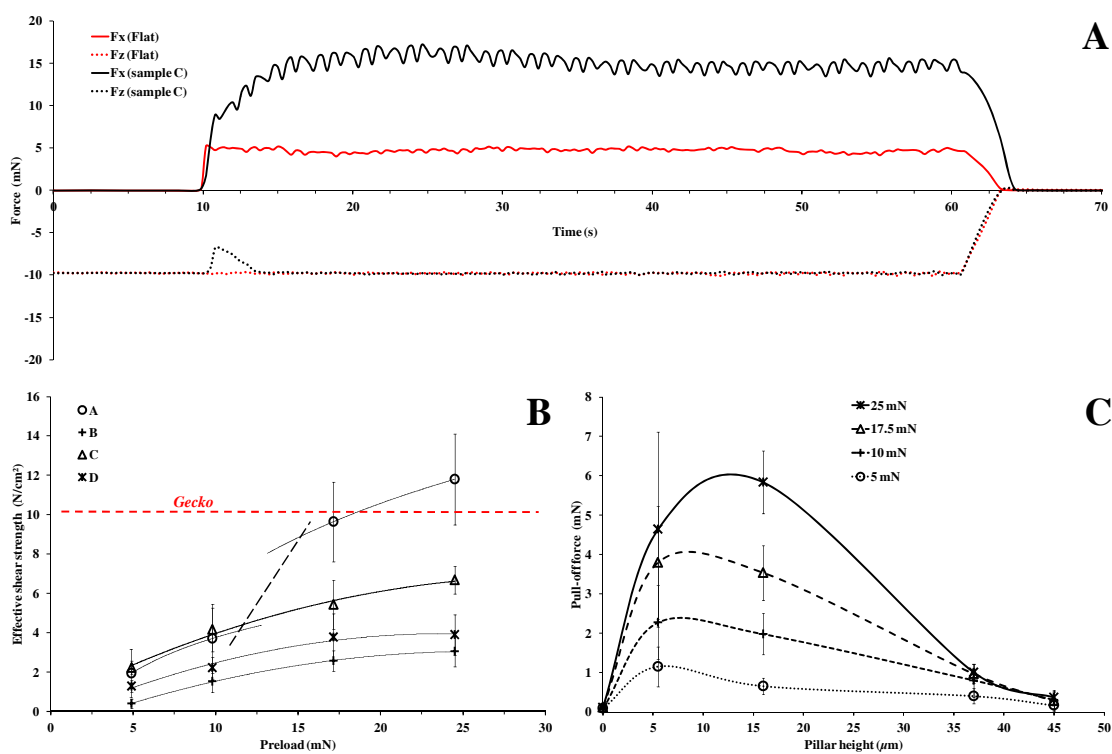 A
Fx (Flat)
Fz (Flat)
Fx (sample C)
Fz (sample C)
20
15
10
5
0
-5
-10
-15
-20
Force (mN)
0 10 20 30 40 50 60 70
Time (s)
B
A
B
C
D
Gecko
16
14
12
10
8
6
4
2
0
Effective shear strength (N/cm²)
0 5 10 15 20 25 30
Preload (mN)
C
25 mN
17.5 mN
10 mN
5 mN
8
7
6
5
4
3
2
1
0
Pull-off force (mN)
0 5 10 15 20 25 30 35 40 45 50
Pillar height (µm)